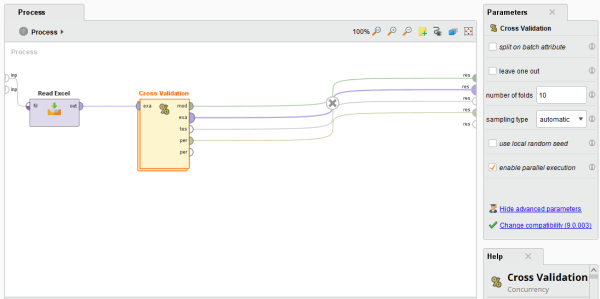 Process
Process
100%
Process
inp
inp
Read Excel
fil
out
Cross Validation
exa
mod
exa
tes
per
per
res
res
res
res
res
Parameters
Cross Validation
split on batch attribute
leave one out
number of folds 10
sampling type automatic
use local random seed
enable parallel execution
Hide advanced parameters
Change compatibility (9.0.003)
Help
Cross Validation
Concurrency